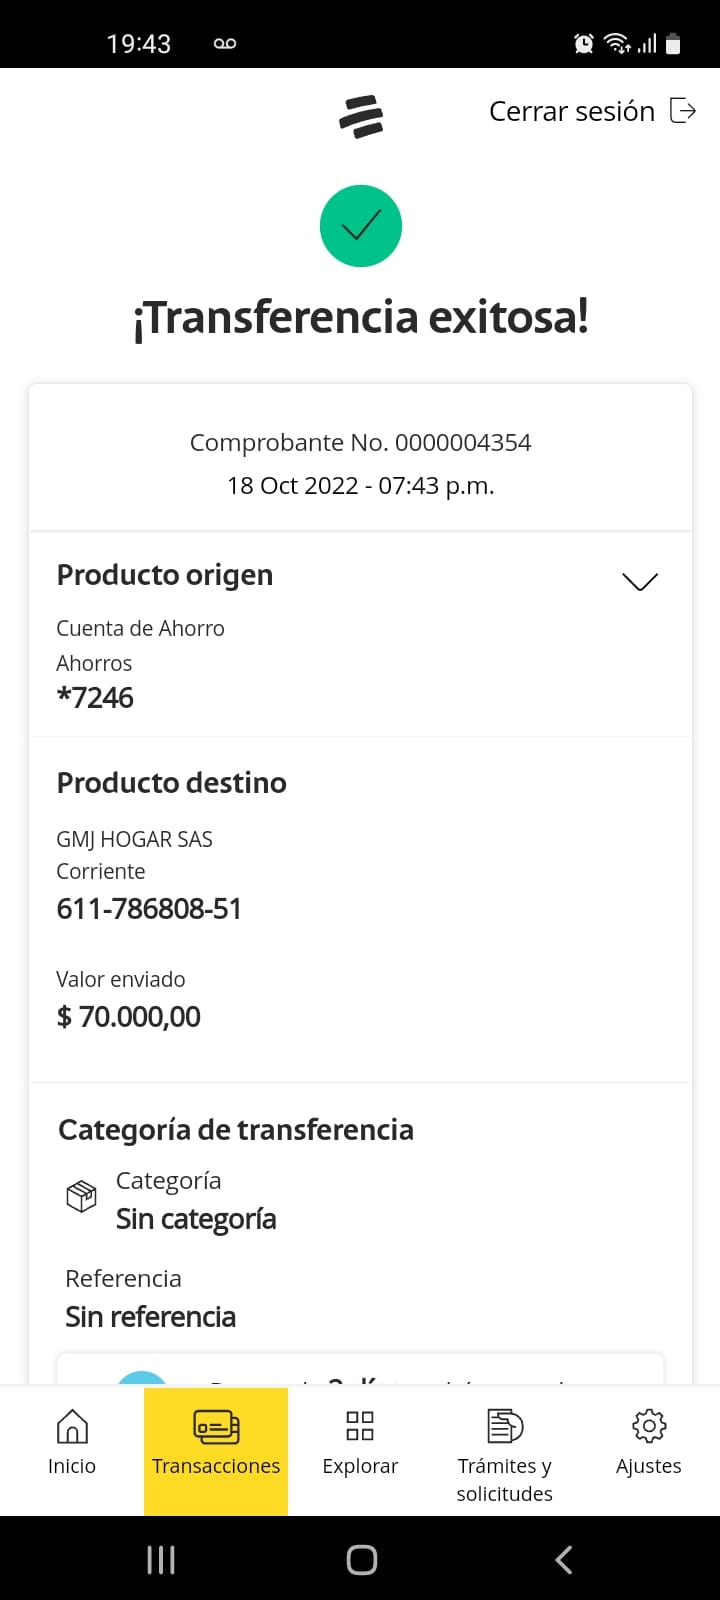 19:43
Cerrar sesión
¡Transferencia exitosa!
Comprobante No. 0000004354
18 Oct 2022 - 07:43 p.m.
Producto origen
Cuenta de Ahorro
Ahorros
*7246
Producto destino
GMJ HOGAR SAS
Corriente
611-786808-51
Valor enviado
$ 70.000,00
Categoría de transferencia
Categoría
Sin categoría
Referencia
Sin referencia
Inicio
Transacciones
Explorar
Trámites y
solicitudes
Ajustes